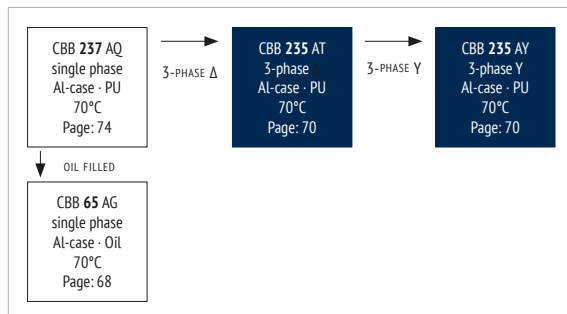 CBB 237 AQ
single phase
Al-case · PU
70°C
Page: 74
3-PHASE Δ
CBB 235 AT
3-phase
Al-case · PU
70°C
Page: 70
3-PHASE Y
CBB 235 AY
3-phase Y
Al-case · PU
70°C
Page: 70
OIL FILLED
CBB 65 AG
single phase
Al-case · Oil
70°C
Page: 68